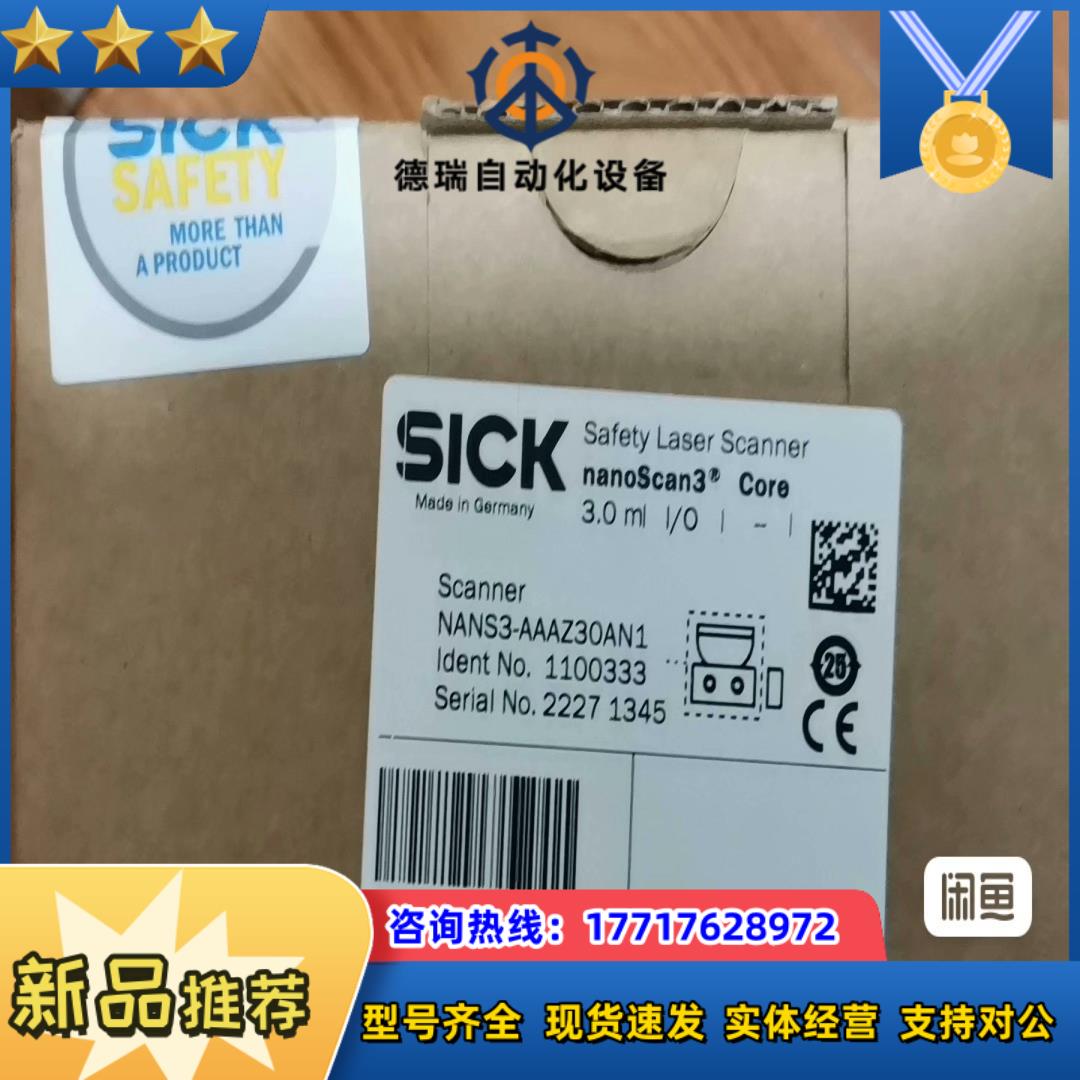 SICK
SAFETY
MORE THAN
A PRODUCT
德瑞自动化设备
SICK
Made in Germany
Safety Laser Scanner
nanoScan3® Core
3.0 m| I/O | – |
Scanner
NANS3-AAAZ30AN1
Ident No. 1100333
Serial No. 2227 1345
25
CE
闲鱼
咨询热线：17717628972
新品推荐
型号齐全 现货速发 实体经营 支持对公